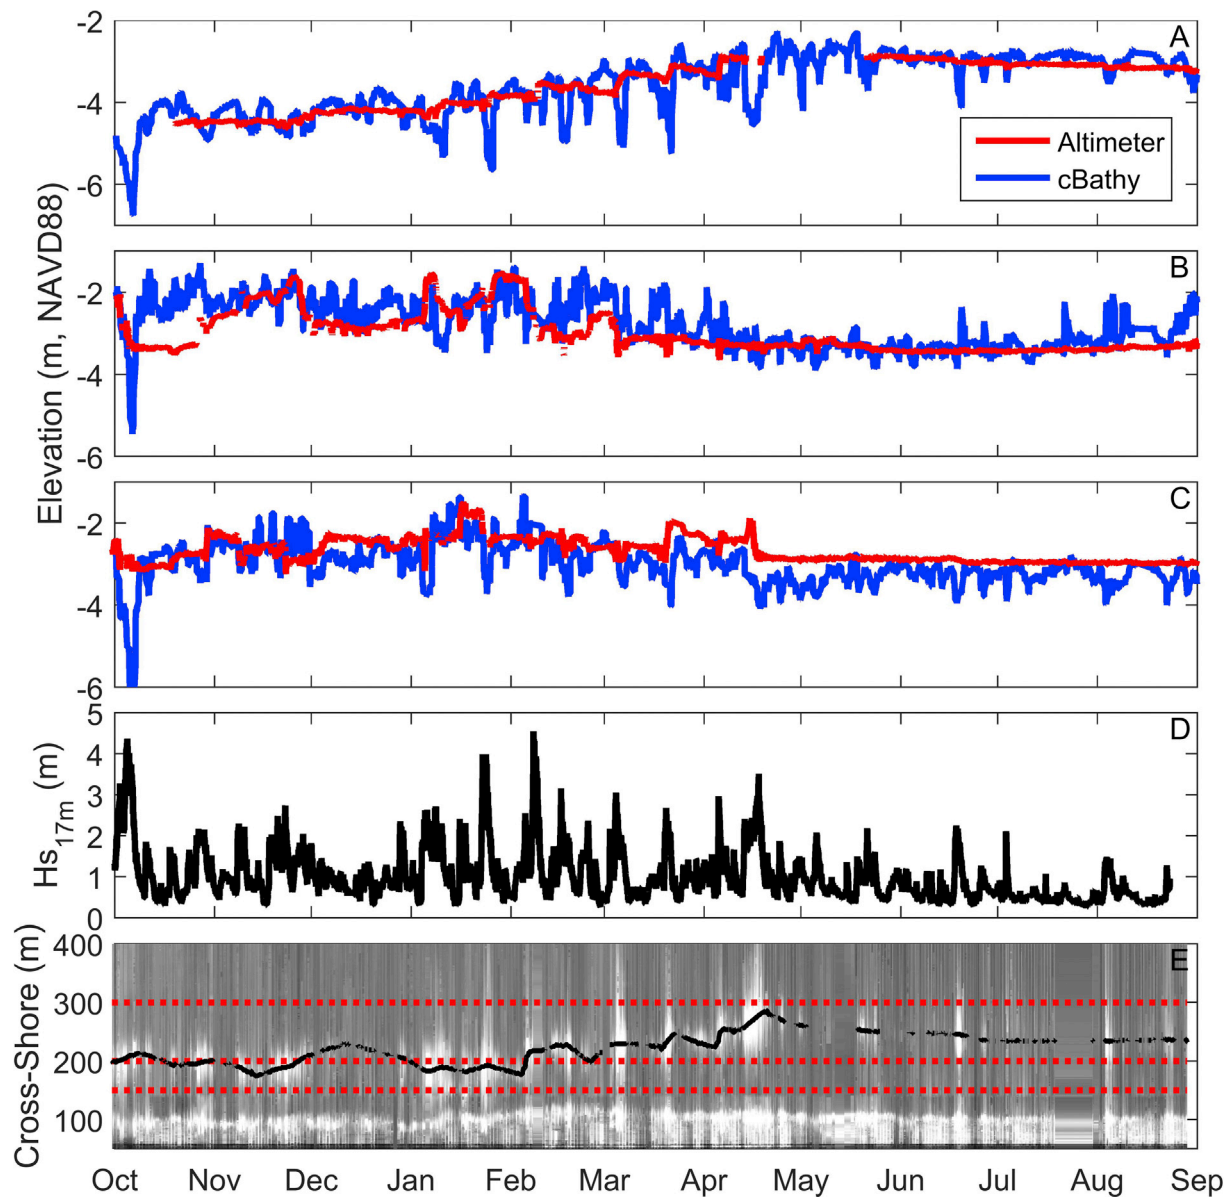 -2
A
-4
-6
Altimeter
cBathy
Elevation (m, NAVD88)
B
-2
-4
-6
C
-2
-4
-6
5
D
4
3
2
1
0
Hs17m (m)
400
E
300
200
100
Cross-Shore (m)
Oct Nov Dec Jan Feb Mar Apr May Jun Jul Aug Sep